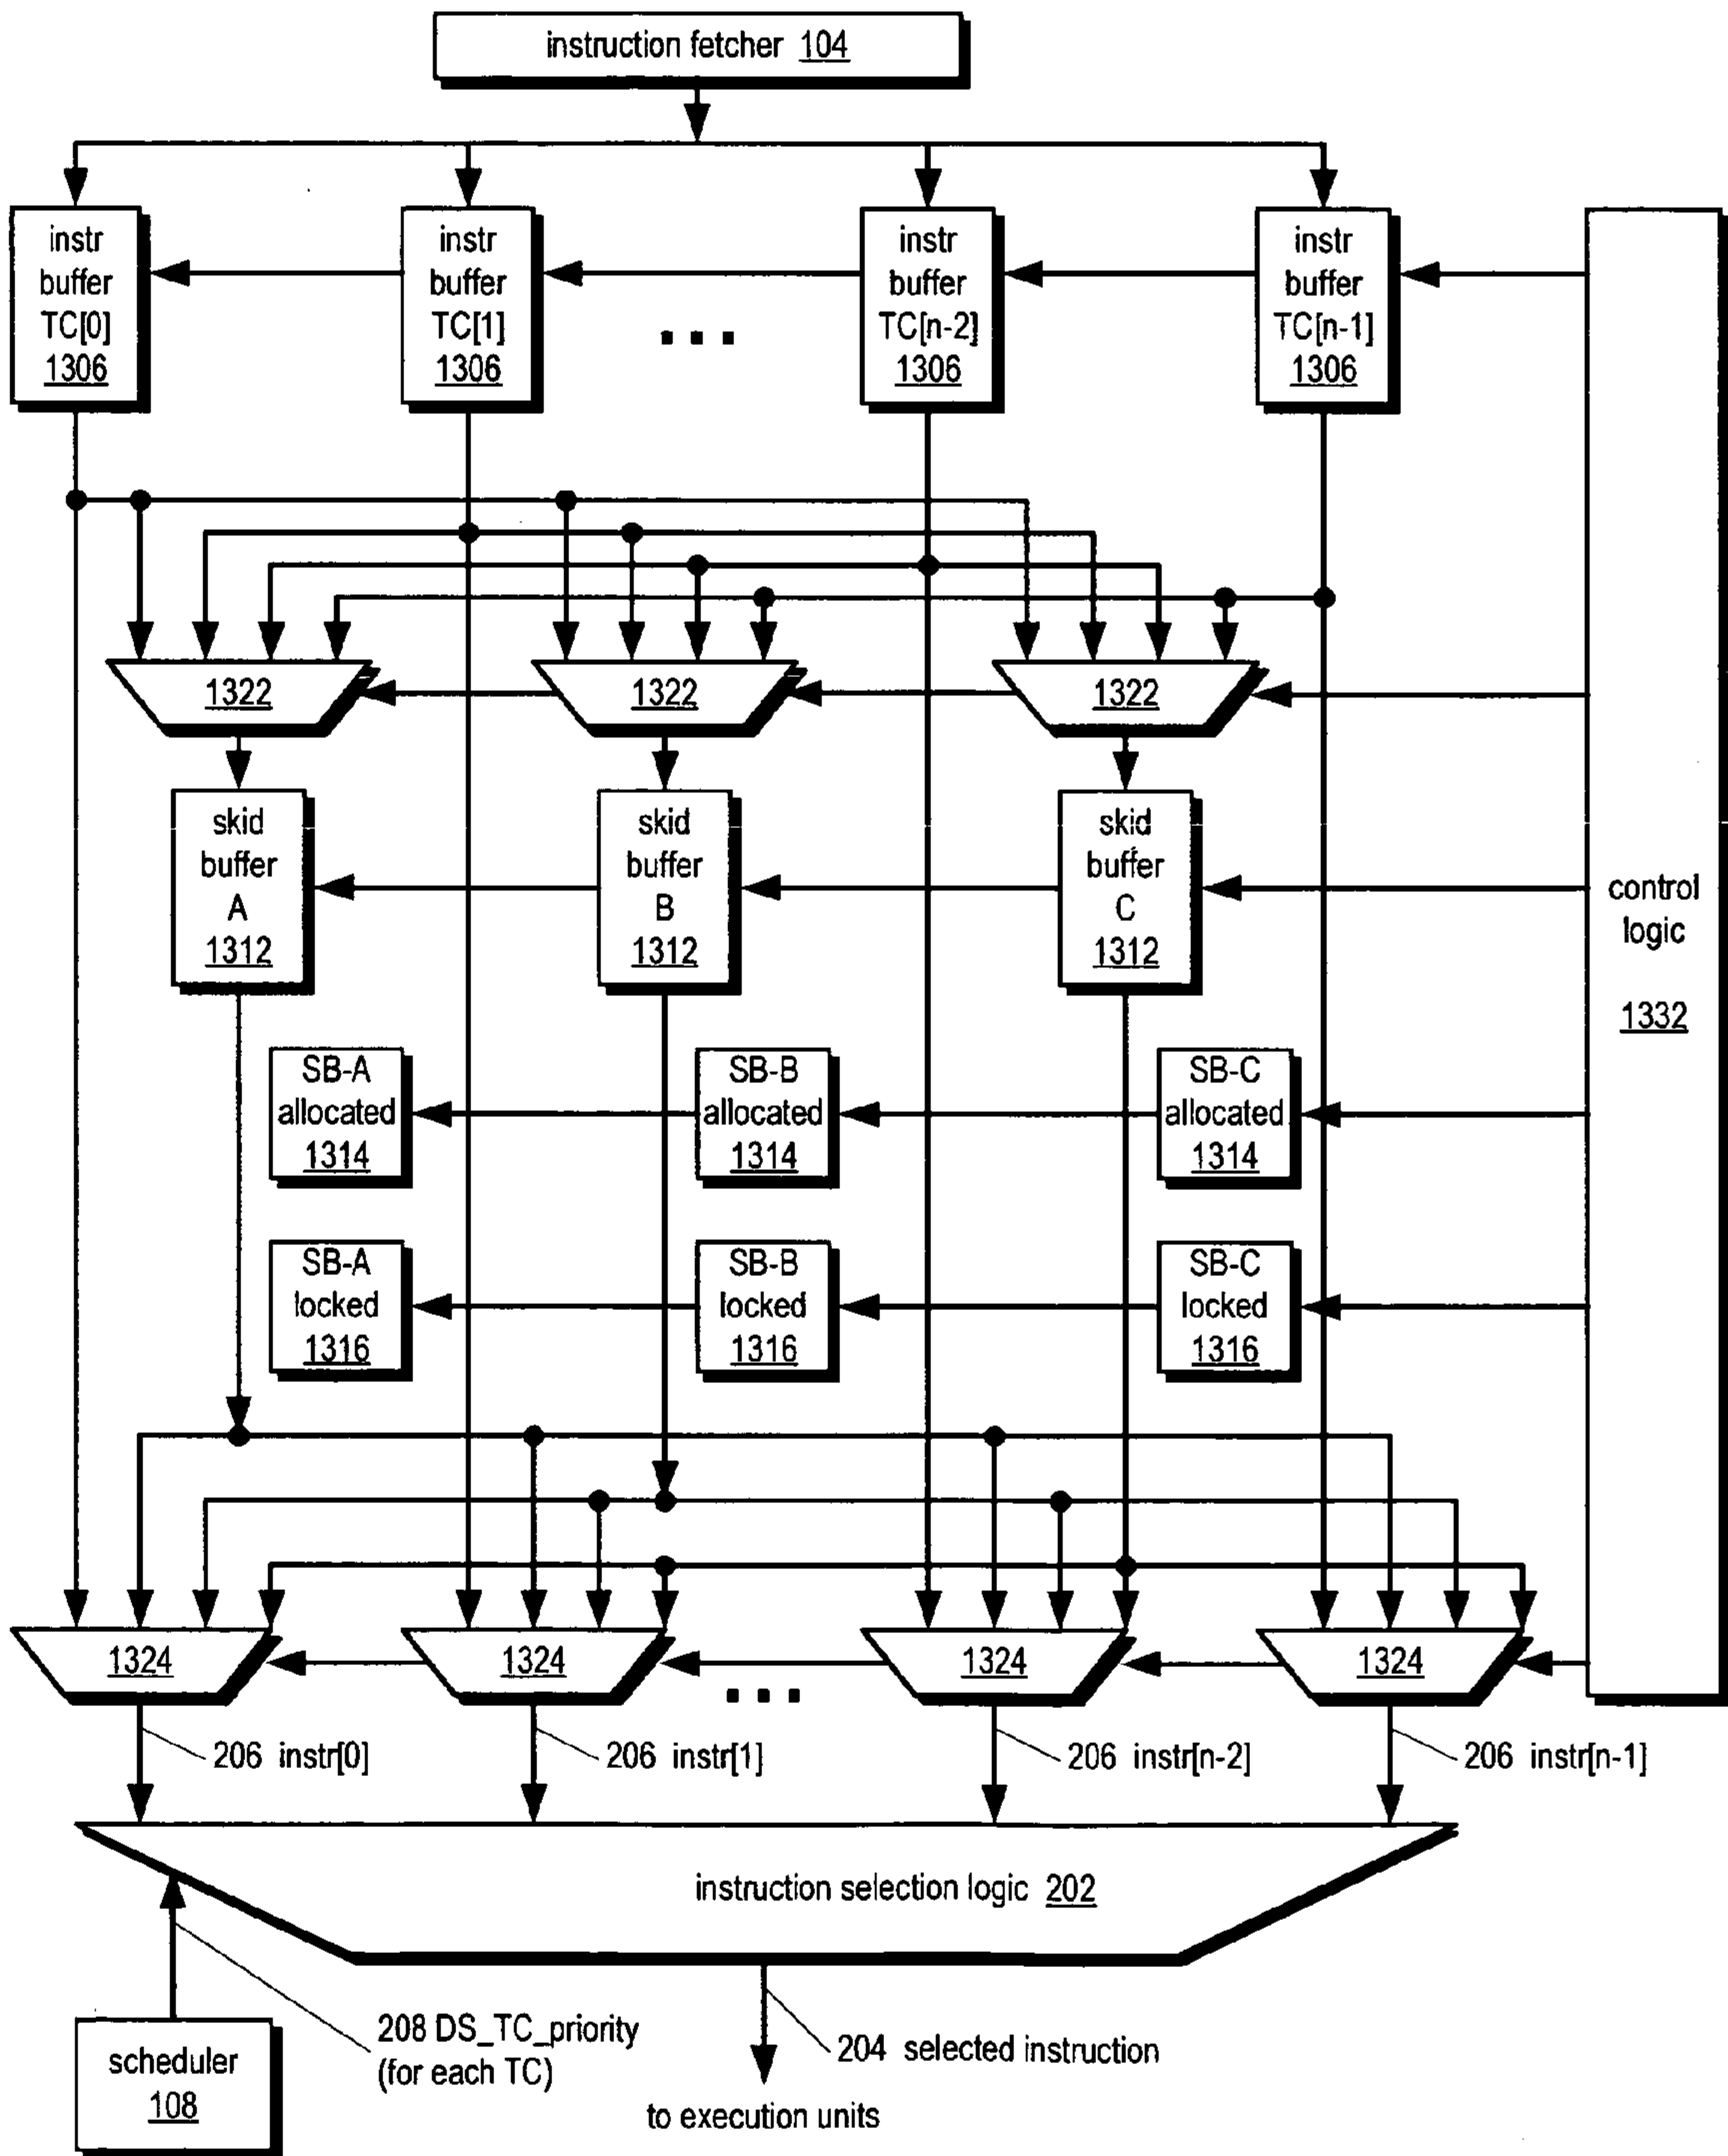 instruction fetcher 104
instr
buffer
TC[0]
1306
instr
buffer
TC[1]
1306
instr
buffer
TC[n-2]
1306
instr
buffer
TC[n-1]
1306
1322
1322
1322
skid
buffer
A
1312
skid
buffer
B
1312
skid
buffer
C
1312
control
logic
1332
SB-A
allocated
1314
SB-B
allocated
1314
SB-C
allocated
1314
SB-A
locked
1316
SB-B
locked
1316
SB-C
locked
1316
1324
1324
1324
1324
206 instr[0]
206 instr[1]
206 instr[n-2]
206 instr[n-1]
instruction selection logic 202
208 DS_TC_priority
(for each TC)
204 selected instruction
scheduler
108
to execution units